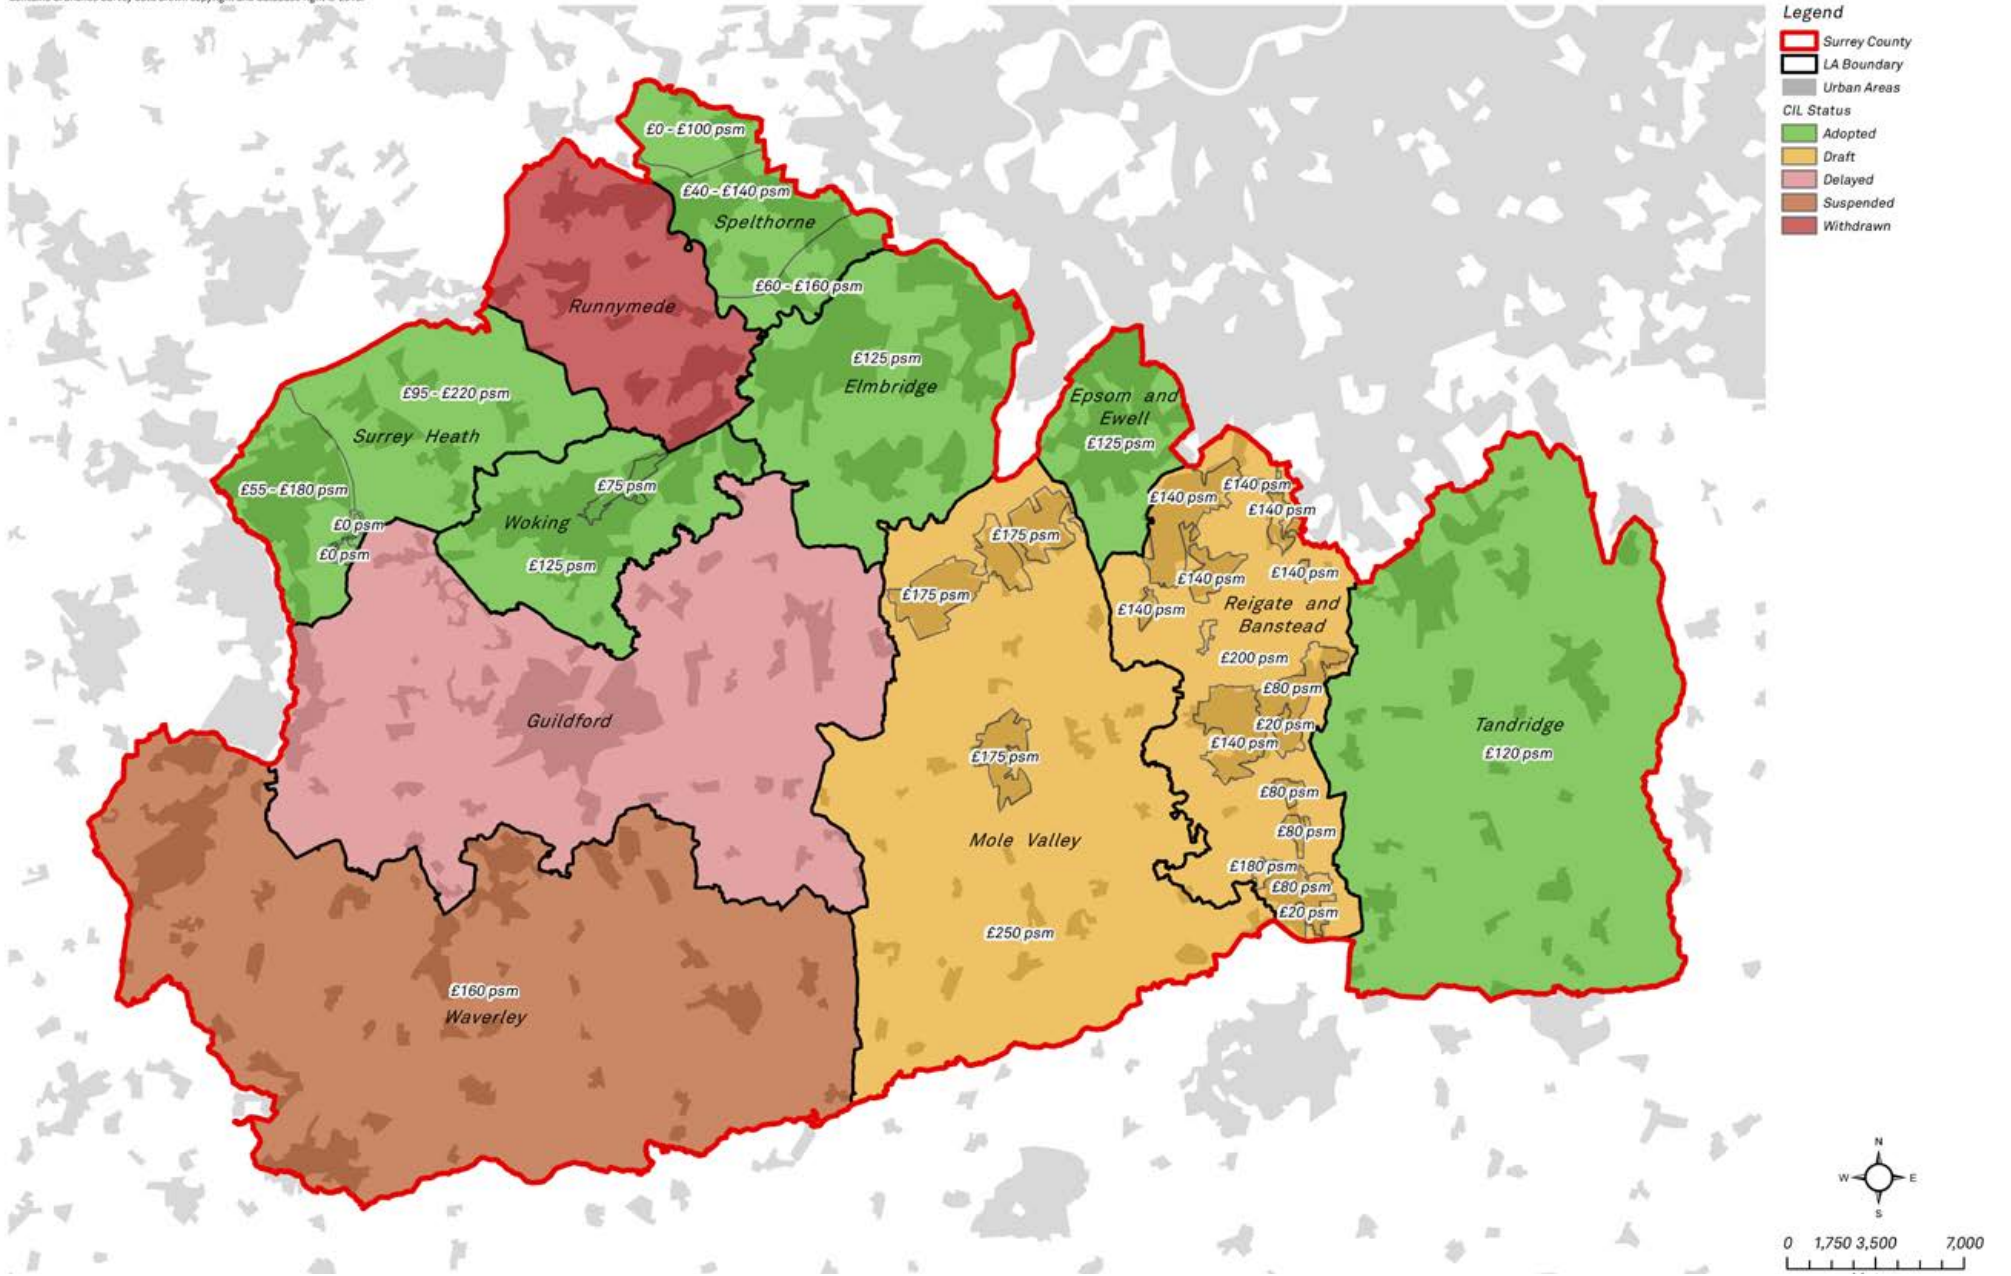 Legend
Surrey County
LA Boundary
Urban Areas
CIL Status
Adopted
Draft
Delayed
Suspended
Withdrawn
£0 - £100 psm
£40 - £140 psm
Spelthorne
£60 - £160 psm
Runnymede
£125 psm
Elmbridge
£95 - £220 psm
Surrey Heath
£55 - £180 psm
£0 psm
£0 psm
£75 psm
Woking
£125 psm
Epsom and
Ewell
£125 psm
£140 psm
£140 psm
£140 psm
£140 psm
£140 psm
£140 psm
Reigate and
Banstead
£200 psm
£80 psm
£20 psm
£140 psm
£80 psm
£80 psm
£180 psm
£80 psm
£20 psm
£175 psm
£175 psm
£175 psm
Mole Valley
£250 psm
Guildford
Tandridge
£120 psm
£160 psm
Waverley
N
W E
S
0 1,750 3,500 7,000